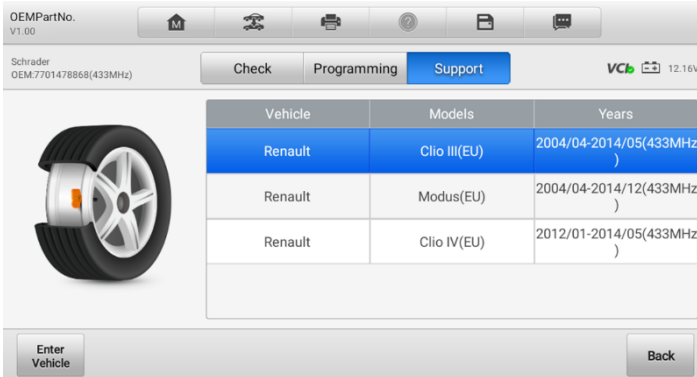 OEMPartNo.
V1.00
M
?
Schrader
OEM:7701478868(433MHz)
Check Programming Support
VCI 12.16V
Vehicle Models Years
Renault Clio III(EU) 2004/04-2014/05(433MHz
)
Renault Modus(EU) 2004/04-2014/12(433MHz
)
Renault Clio IV(EU) 2012/01-2014/05(433MHz
)
Enter
Vehicle
Back